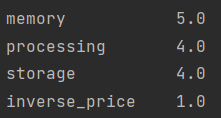 memory 5.0
processing 4.0
storage 4.0
inverse_price 1.0